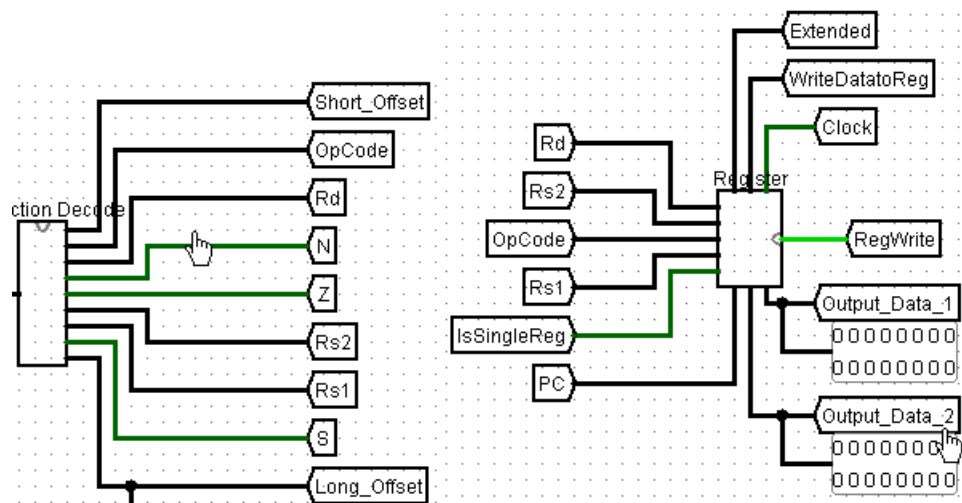 Short_Offset
OpCode
Rd
ction Decode
N
Z
Rs2
Rs1
S
Long_Offset
Extended
WriteDatatoReg
Clock
Rd
Register
Rs2
OpCode
RegWrite
Rs1
IsSingleReg
PC
Output_Data_1
00000000
00000000
Output_Data_2
00000000
00000000